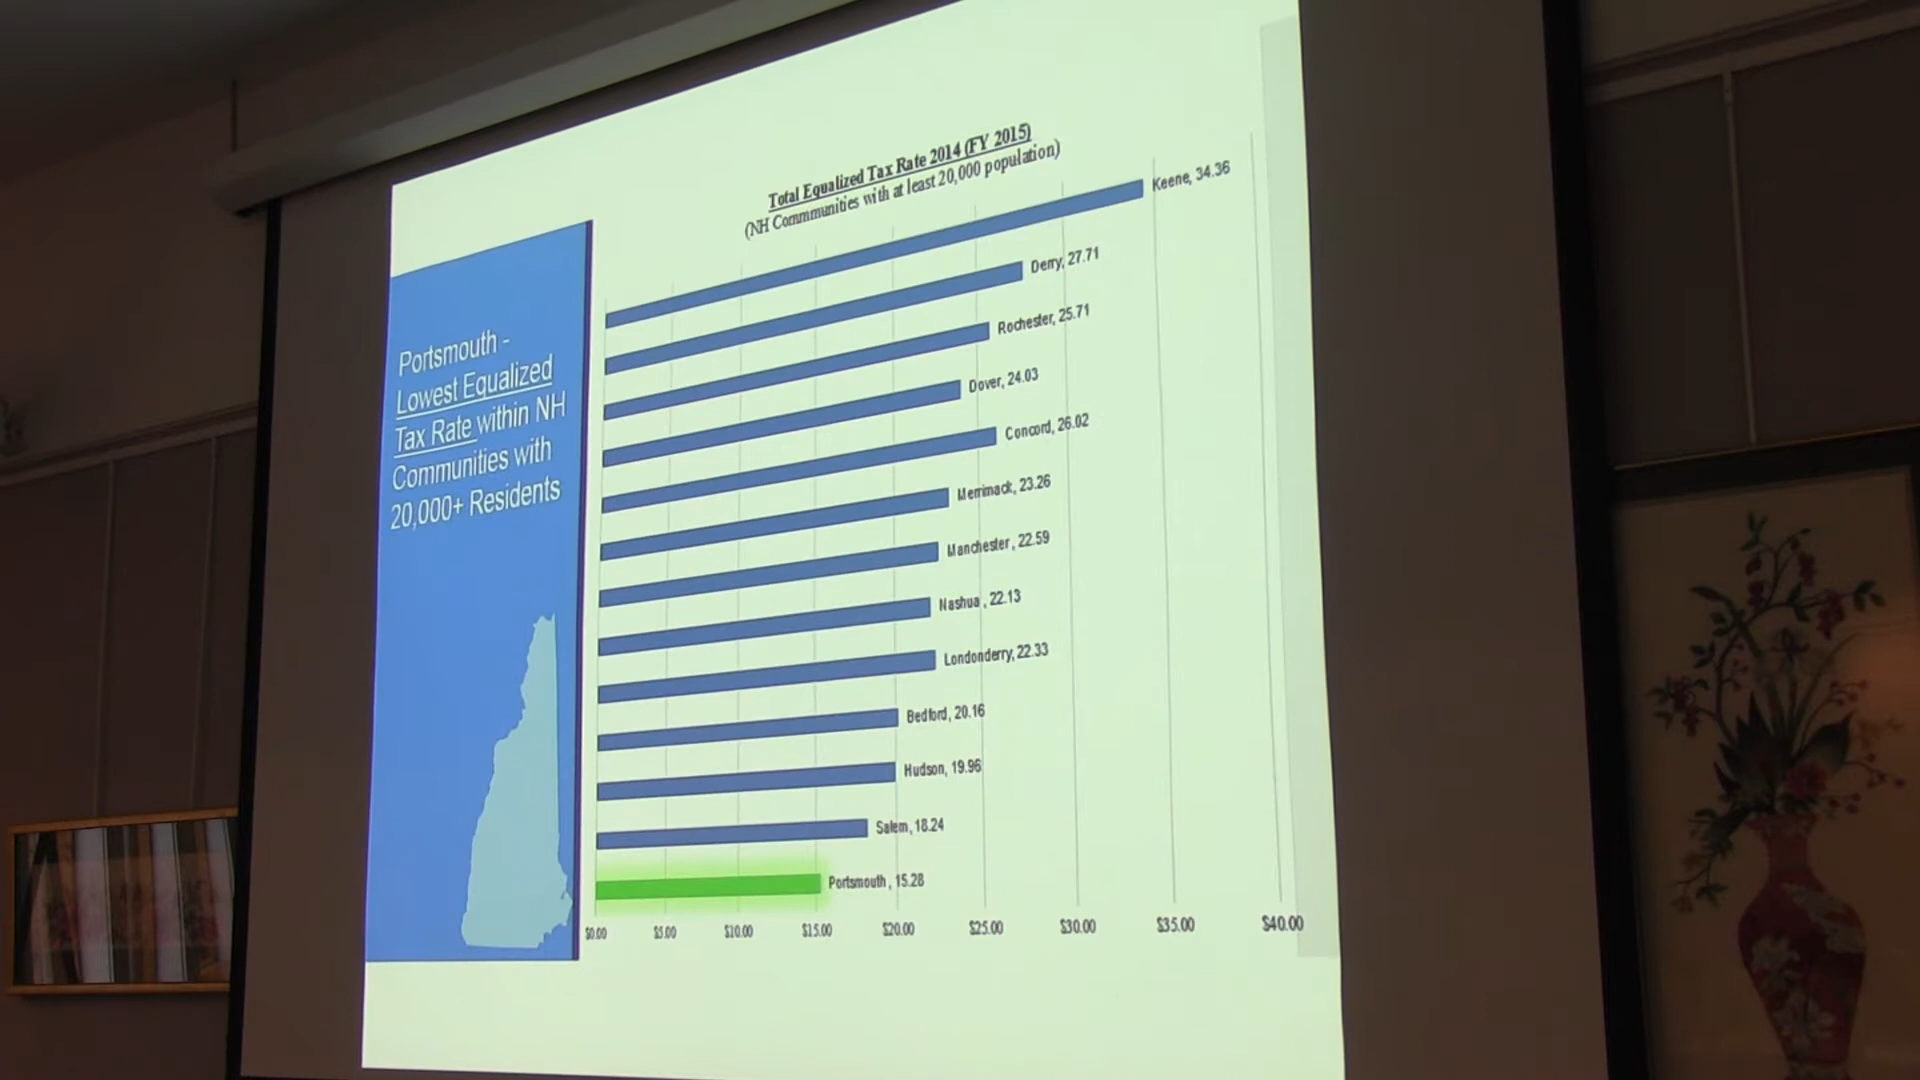 Total Equalized Tax Rate 2014 (FY 2015)
(NH Commmunities with at least 20,000 population)
Portsmouth -
Lowest Equalized
Tax Rate within NH
Communities with
20,000+ Residents
Keene, 34.36
Derry, 27.71
Rochester, 25.71
Dover, 24.03
Concord, 26.02
Merrimack, 23.26
Manchester , 22.59
Nashua , 22.13
Londonderry, 22.33
Bedford, 20.16
Hudson, 19.96
Salem, 18.24
Portsmouth , 15.28
$0.00 $5.00 $10.00 $15.00 $20.00 $25.00 $30.00 $35.00 $40.00